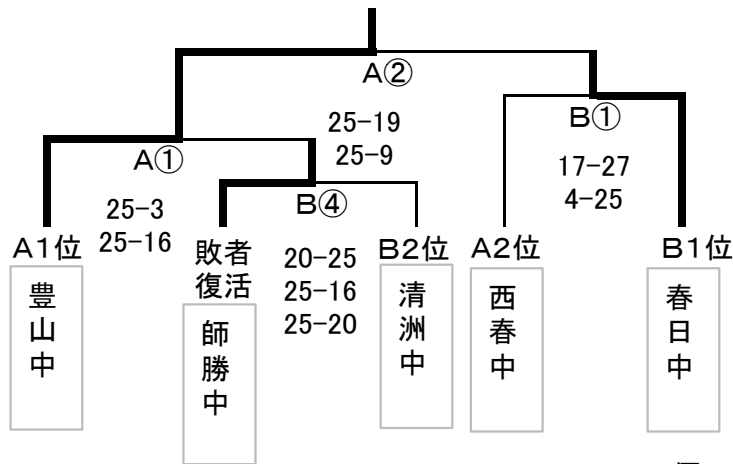 A②
25-19
25-9
B①
17-27
4-25
A①
25-3
25-16
B④
20-25
25-16
25-20
A1位
豊山中
敗者
復活
師勝中
B2位
清洲中
A2位
西春中
B1位
春日中